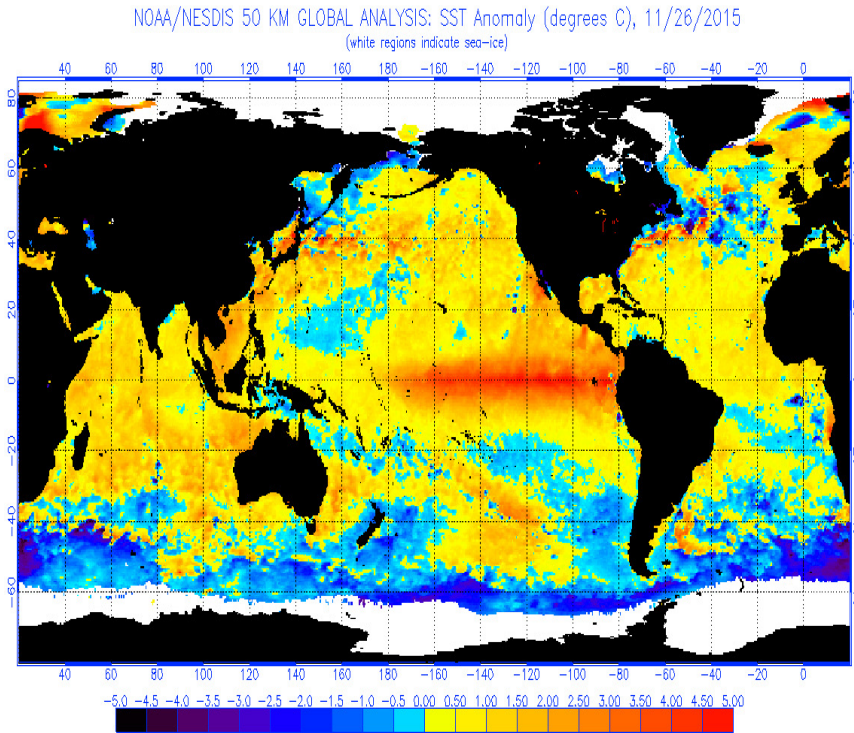 NOAA/NESDIS 50 KM GLOBAL ANALYSIS: SST Anomaly (degrees C), 11/26/2015
(white regions indicate sea-ice)
40 60 80 100 120 140 160 180 -160 -140 -120 -100 -80 -60 -40 -20 0
80
60
40
20
0
-20
-40
-60
40 60 80 100 120 140 160 180 -160 -140 -120 -100 -80 -60 -40 -20 0
-5.0 -4.5 -4.0 -3.5 -3.0 -2.5 -2.0 -1.5 -1.0 -0.5 0.00 0.50 1.00 1.50 2.00 2.50 3.00 3.50 4.00 4.50 5.00